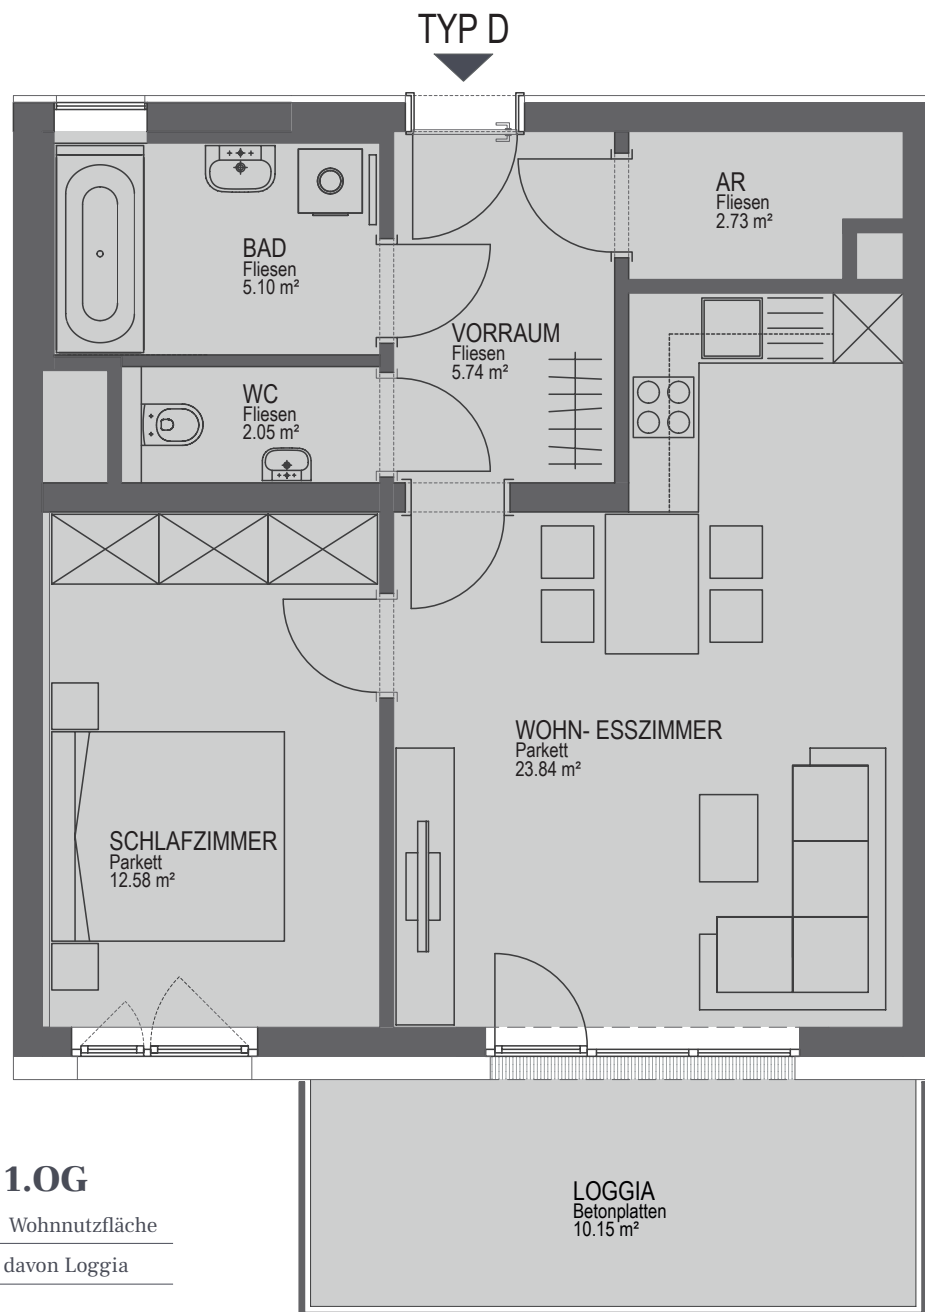 TYP D
AR
Fliesen
2.73 m²
BAD
Fliesen
5.10 m²
VORRAUM
Fliesen
5.74 m²
WC
Fliesen
2.05 m²
WOHN- ESSZIMMER
Parkett
23.84 m²
SCHLAFZIMMER
Parkett
12.58 m²
LOGGIA
Betonplatten
10.15 m²
1.OG
Wohnnutzfläche
davon Loggia